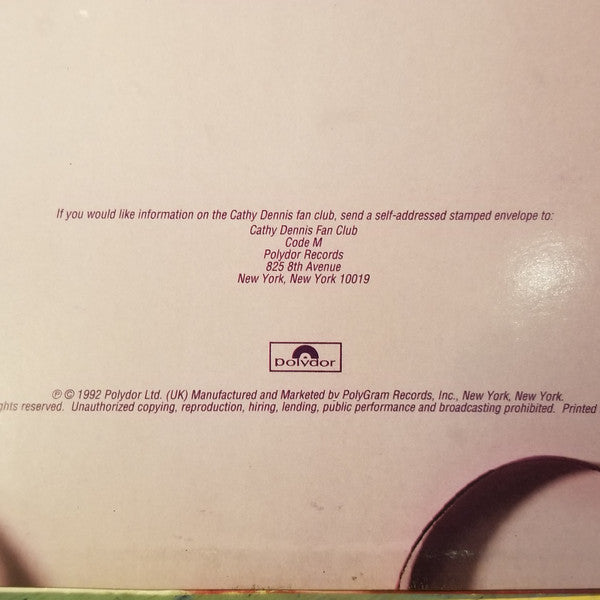 If you would like information on the Cathy Dennis fan club, send a self-addressed stamped envelope to:
Cathy Dennis Fan Club
Code M
Polydor Records
825 8th Avenue
New York, New York 10019
polydor
℗ © 1992 Polydor Ltd. (UK) Manufactured and Marketed by PolyGram Records, Inc., New York, New York.
ghts reserved. Unauthorized copying, reproduction, hiring, lending, public performance and broadcasting prohibited. Printed